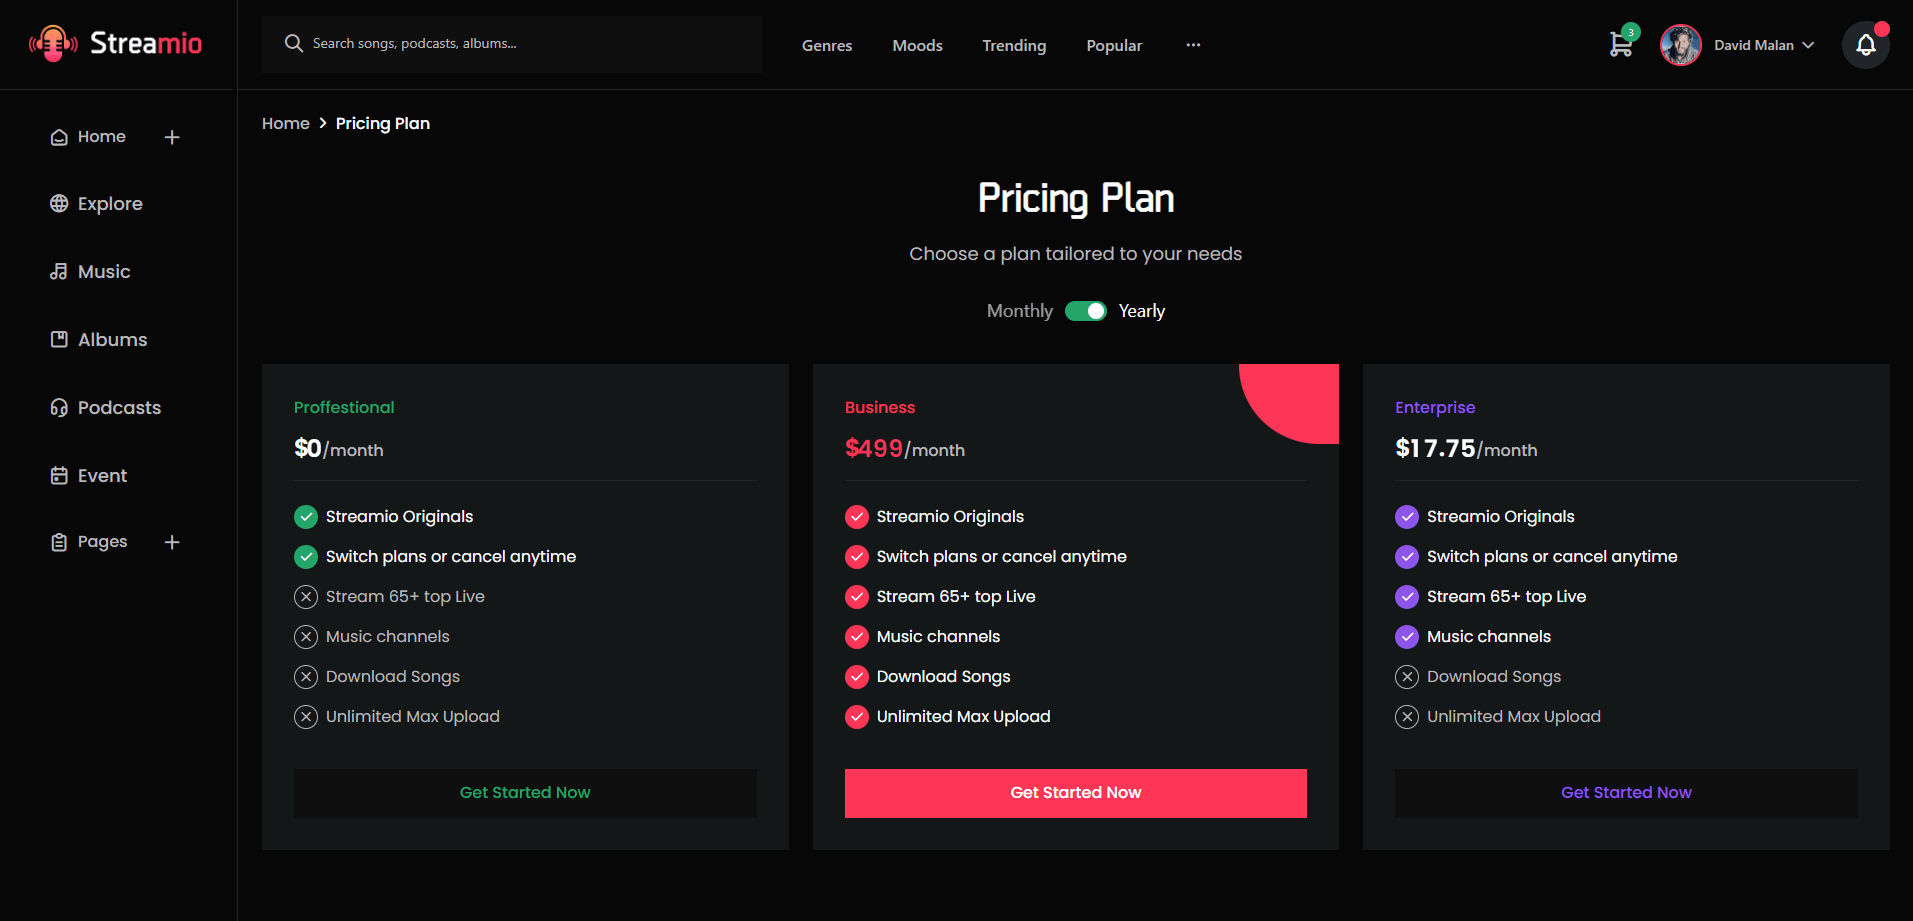 Streamio
Search songs, podcasts, albums...
Genres
Moods
Trending
Popular
3
David Malan
Home
Explore
Music
Albums
Podcasts
Event
Pages
Home > Pricing Plan
Pricing Plan
Choose a plan tailored to your needs
Monthly Yearly
Proffestional
$0/month
Streamio Originals
Switch plans or cancel anytime
Stream 65+ top Live
Music channels
Download Songs
Unlimited Max Upload
Get Started Now
Business
$499/month
Streamio Originals
Switch plans or cancel anytime
Stream 65+ top Live
Music channels
Download Songs
Unlimited Max Upload
Get Started Now
Enterprise
$17.75/month
Streamio Originals
Switch plans or cancel anytime
Stream 65+ top Live
Music channels
Download Songs
Unlimited Max Upload
Get Started Now